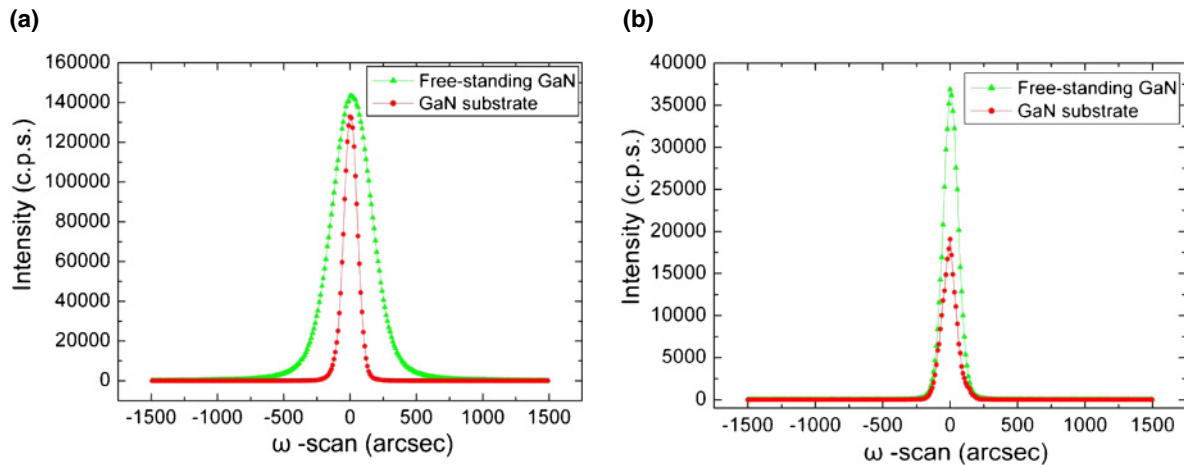 (a)
160000
140000
120000
100000
80000
60000
40000
20000
0
Intensity (c.p.s.)
Free-standing GaN
GaN substrate
-1500 -1000 -500 0 500 1000 1500
ω -scan (arcsec)
(b)
40000
35000
30000
25000
20000
15000
10000
5000
0
Intensity (c.p.s.)
Free-standing GaN
GaN substrate
-1500 -1000 -500 0 500 1000 1500
ω -scan (arcsec)